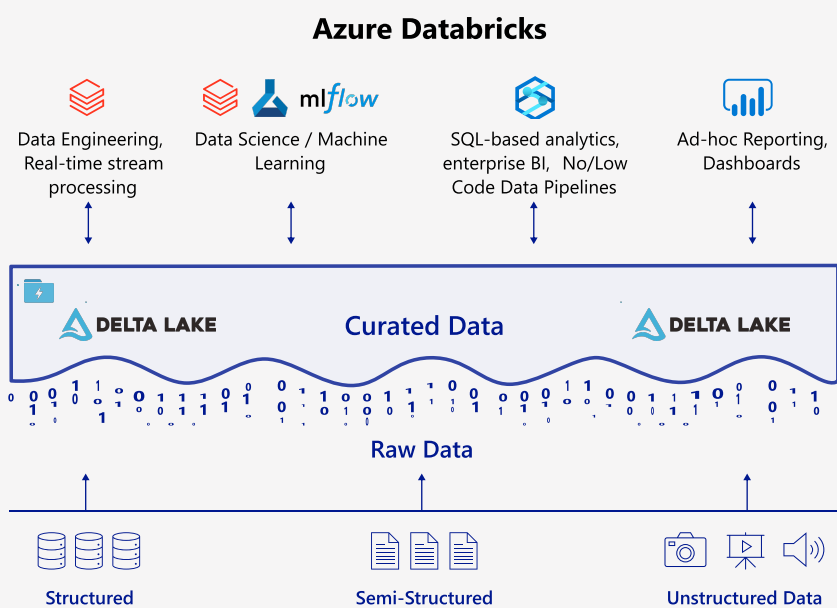 Azure Databricks
mlflow
Data Engineering,
Real-time stream
processing
Data Science / Machine
Learning
SQL-based analytics,
enterprise BI, No/Low
Code Data Pipelines
Ad-hoc Reporting,
Dashboards
DELTA LAKE
Curated Data
DELTA LAKE
Raw Data
Structured
Semi-Structured
Unstructured Data